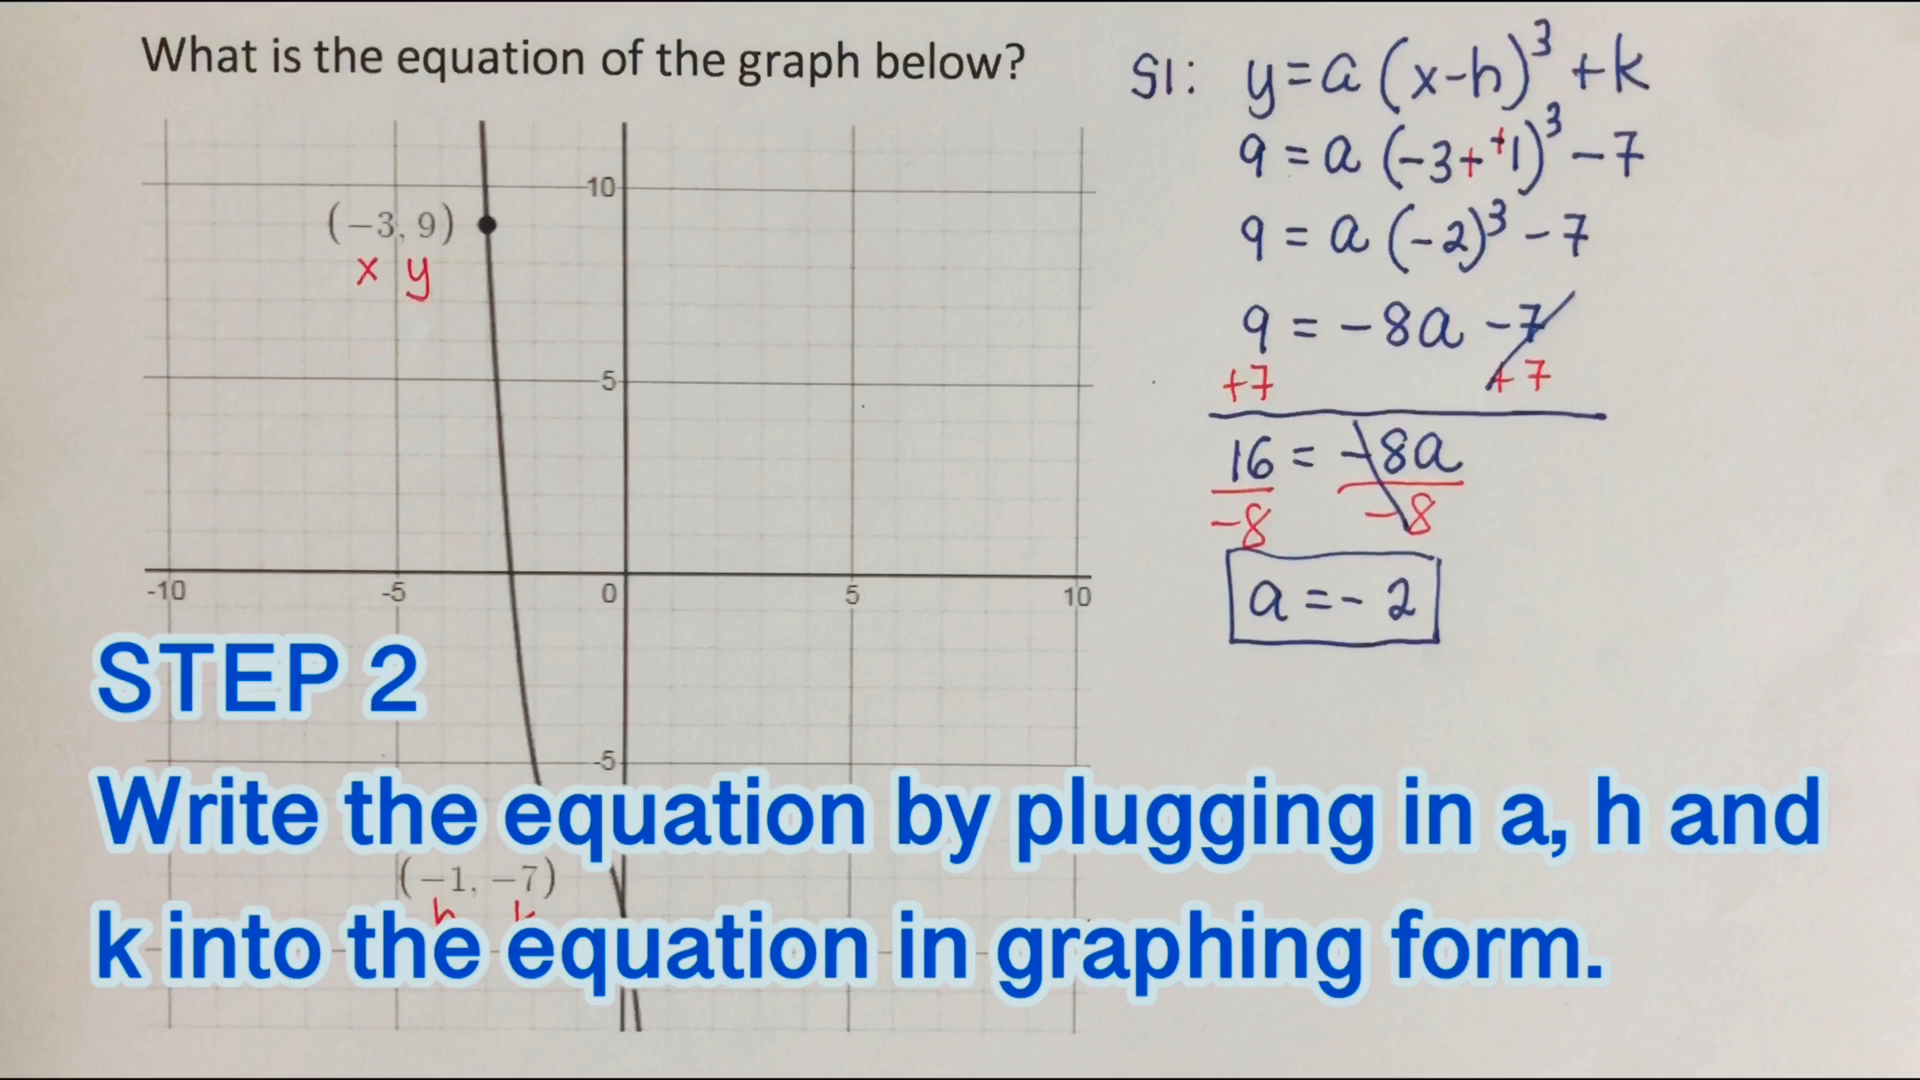 What is the equation of the graph below?
S1: y=a(x-h)³+k
9 = a(-3++1)³-7
9 = a(-2)³-7
9 = -8a-7
+7 +7
16 = -8a
-8 -8
a=-2
(−3, 9)
x y
10
5
-10 -5 0 5 10
-5
(−1, −7)
h k
STEP 2
Write the equation by plugging in a, h and
k into the equation in graphing form.